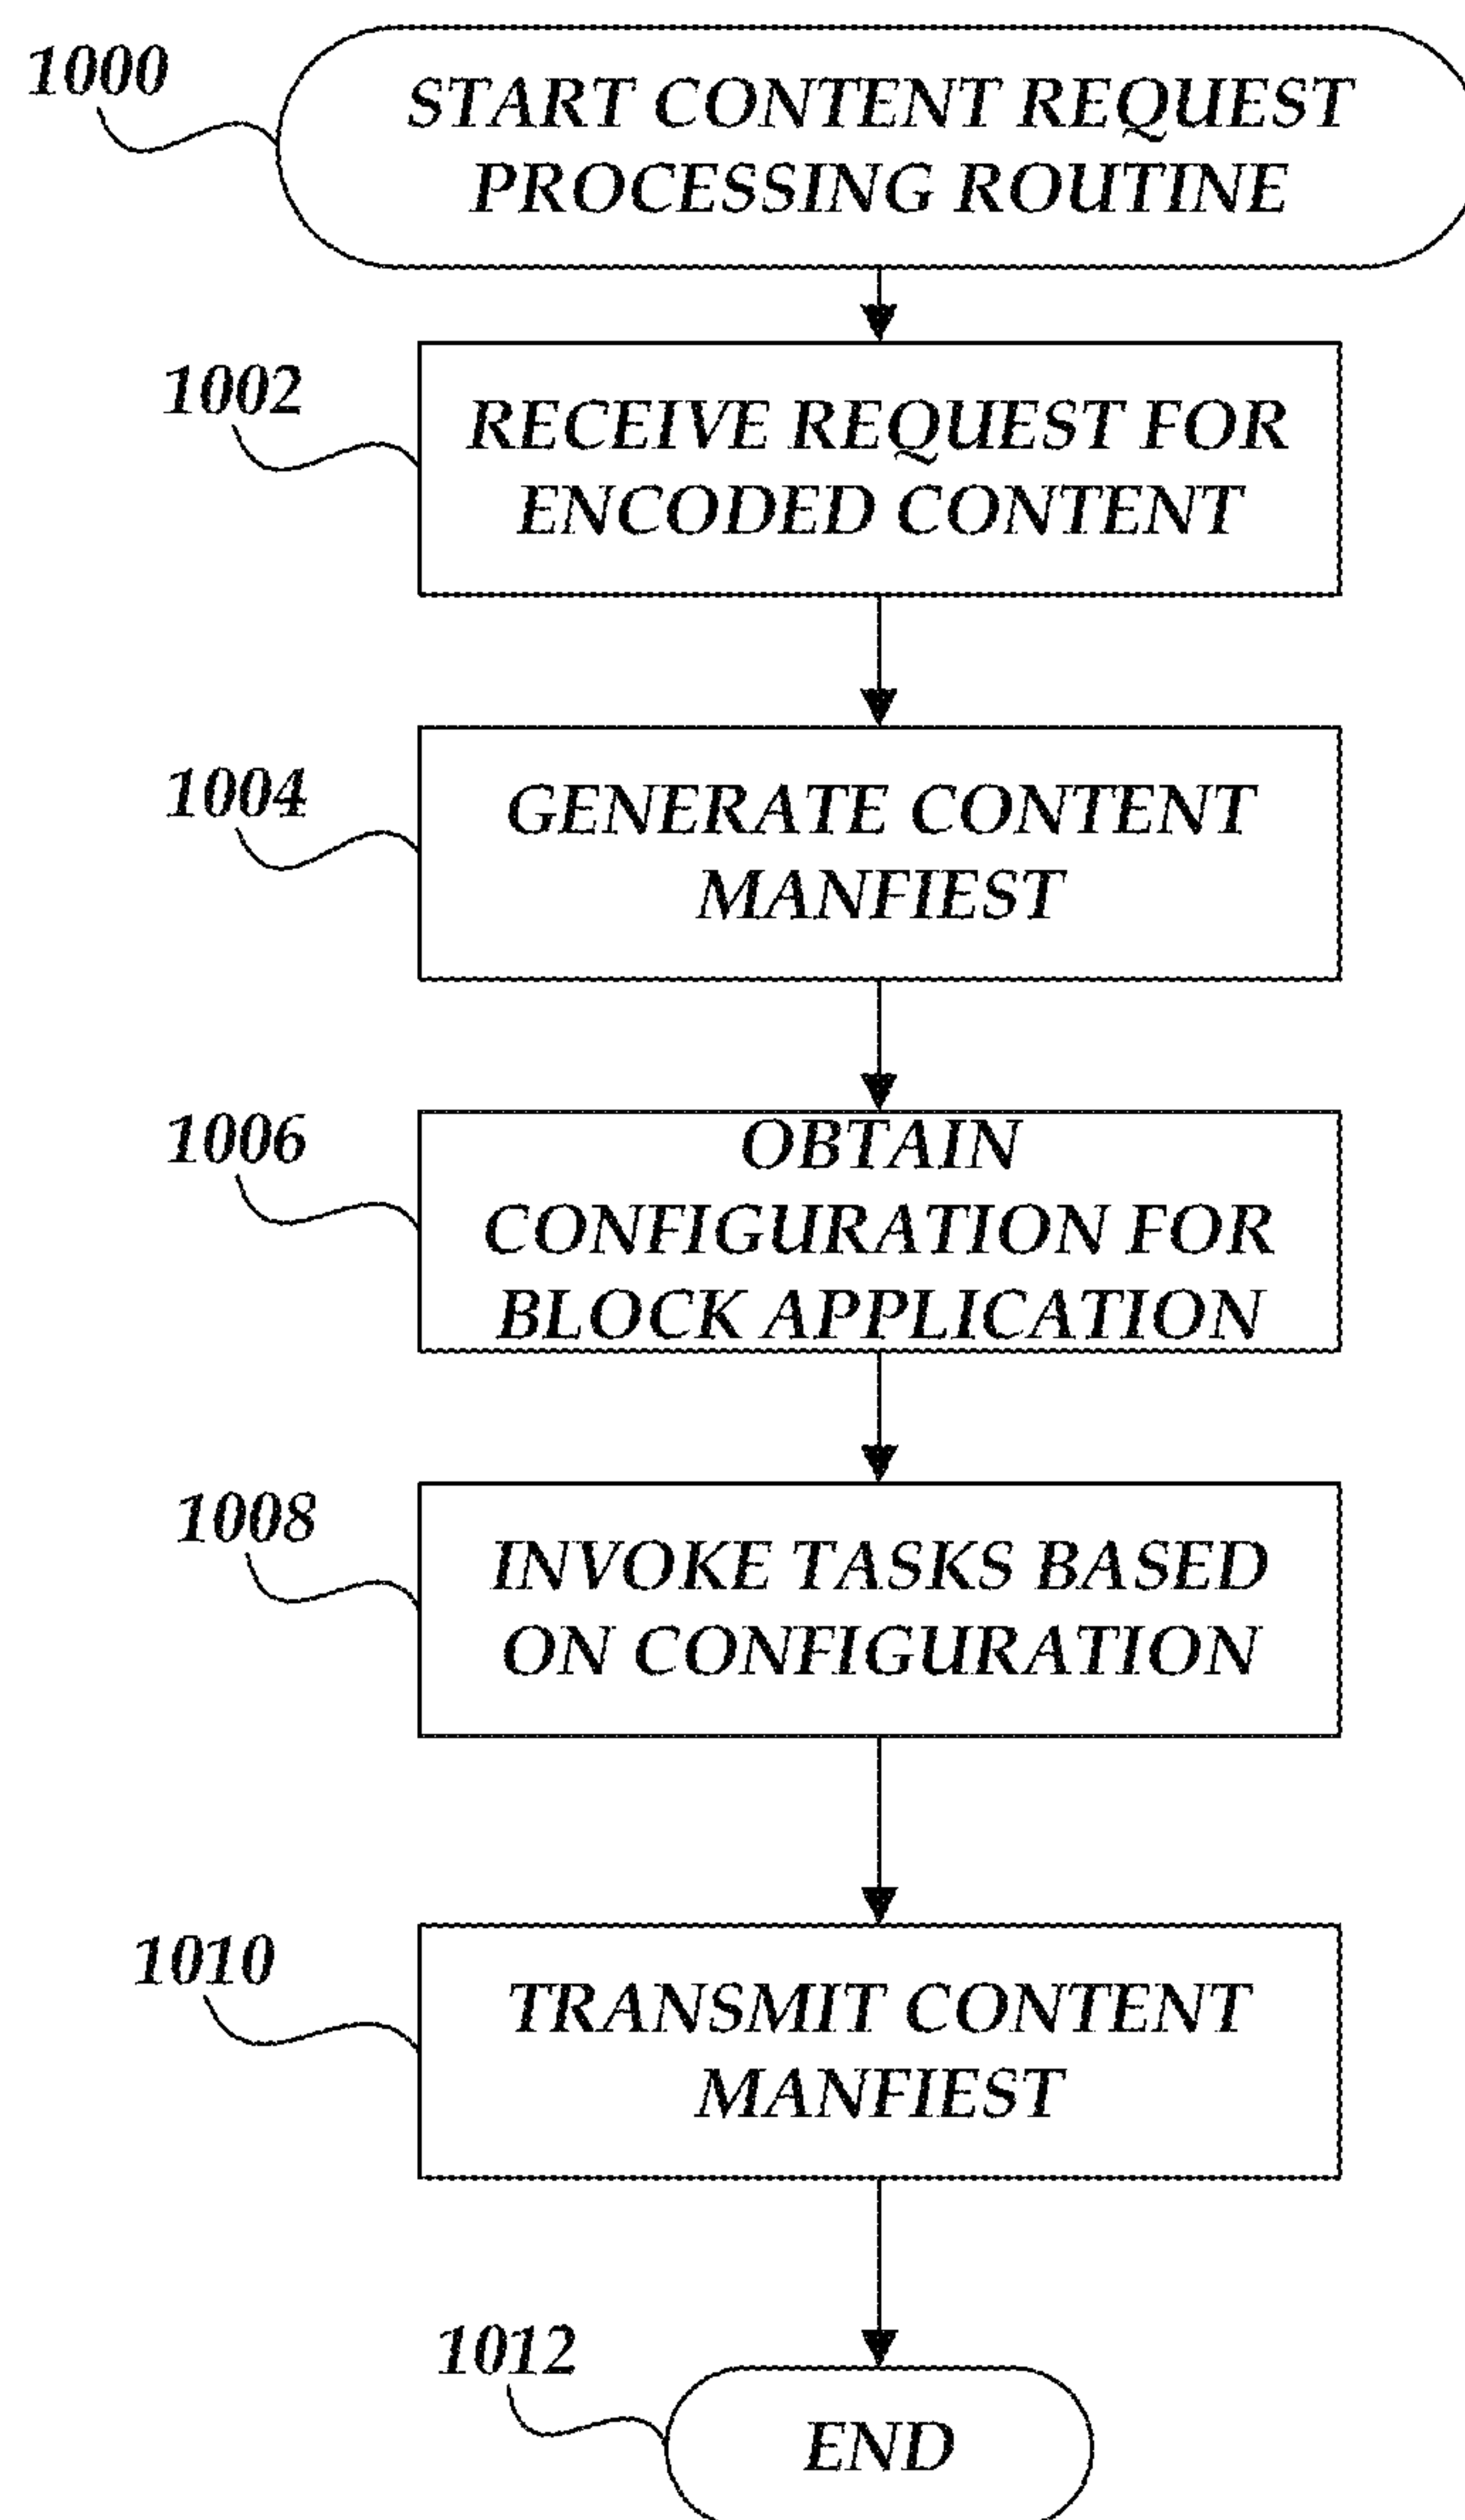 1000
START CONTENT REQUEST
PROCESSING ROUTINE
1002
RECEIVE REQUEST FOR
ENCODED CONTENT
1004
GENERATE CONTENT
MANFIEST
1006
OBTAIN
CONFIGURATION FOR
BLOCK APPLICATION
1008
INVOKE TASKS BASED
ON CONFIGURATION
1010
TRANSMIT CONTENT
MANFIEST
1012
END